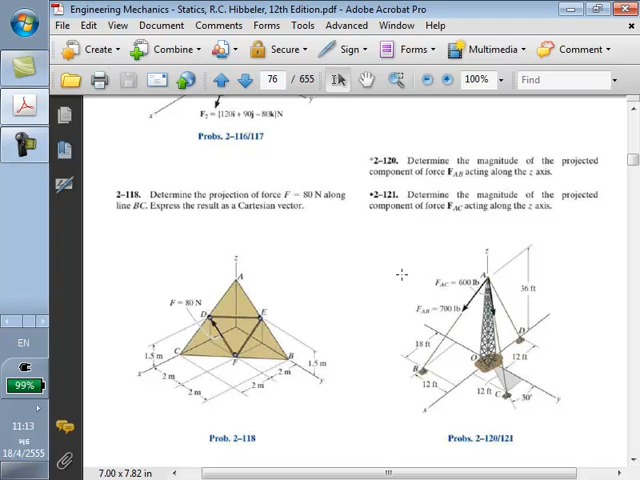 Engineering Mechanics - Statics, R.C. Hibbeler, 12th Edition.pdf - Adobe Acrobat Pro
File Edit View Document Comments Forms Tools Advanced Window Help
Create Combine Secure Sign Forms Multimedia Comment
76 / 655 100% Find
F₂ = {120i + 90j − 80k} N
x
y
Probs. 2–116/117
2–118. Determine the projection of force F = 80 N along
line BC. Express the result as a Cartesian vector.
*2–120. Determine the magnitude of the projected
component of force F_AB acting along the z axis.
•2–121. Determine the magnitude of the projected
component of force F_AC acting along the z axis.
z
A
F = 80 N
D
E
C
F
B
1.5 m
1.5 m
x
2 m
2 m
2 m
2 m
y
Prob. 2–118
z
A
F_AC = 600 lb
F_AB = 700 lb
36 ft
18 ft
D
O
12 ft
B
12 ft
12 ft
C
30°
x
y
Probs. 2–120/121
EN
99%
11:13
พุธ
18/4/2555
7.00 x 7.82 in